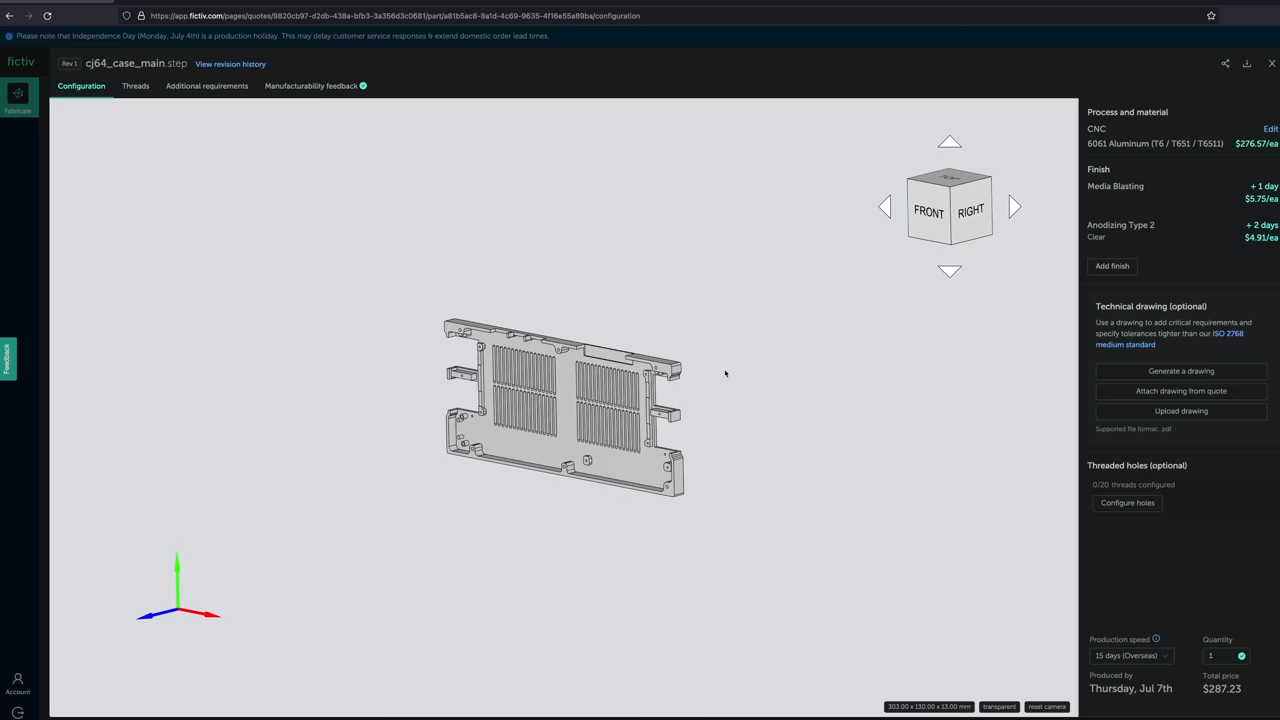 https://app.fictiv.com/pages/quotes/9820cb97-d2db-438a-bfb3-3a356d3c0681/part/a81b5ac8-8a1d-4c69-9635-4f16e55a89ba/configuration
Please note that Independence Day (Monday, July 4th) is a production holiday. This may delay customer service responses & extend domestic order lead times.
fictiv
Rev 1 cj64_case_main.step View revision history
Configuration Threads Additional requirements Manufacturability feedback
Fabricate
Process and material
CNC Edit
6061 Aluminum (T6 / T651 / T6511) $276.57/ea
Finish
Media Blasting + 1 day
$5.75/ea
Anodizing Type 2 + 2 days
Clear $4.91/ea
Add finish
TOP
FRONT RIGHT
Technical drawing (optional)
Use a drawing to add critical requirements and
specify tolerances tighter than our ISO 2768
medium standard
Generate a drawing
Attach drawing from quote
Upload drawing
Supported file format: .pdf
Feedback
Threaded holes (optional)
0/20 threads configured
Configure holes
Production speed Quantity
15 days (Overseas) 1
Produced by Total price
Thursday, Jul 7th $287.23
Account
303.00 x 130.00 x 13.00 mm transparent reset camera